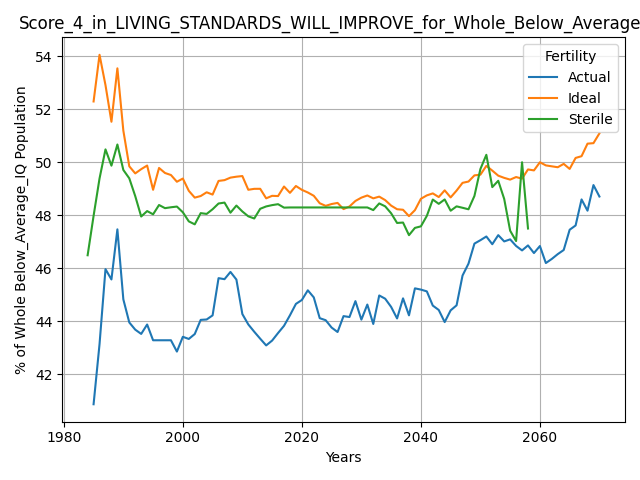 Score_4_in_LIVING_STANDARDS_WILL_IMPROVE_for_Whole_Below_Average
Fertility
Actual
Ideal
Sterile
% of Whole Below_Average_IQ Population
54
52
50
48
46
44
42
1980
2000
2020
2040
2060
Years